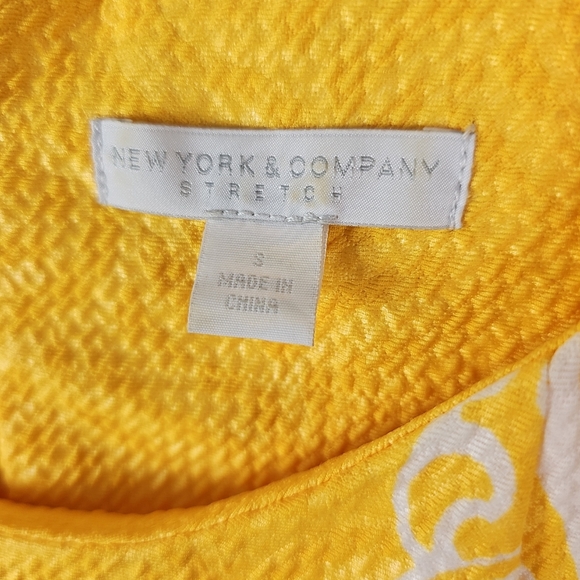 NEW YORK & COMPANY
STRETCH
S
MADE IN
CHINA